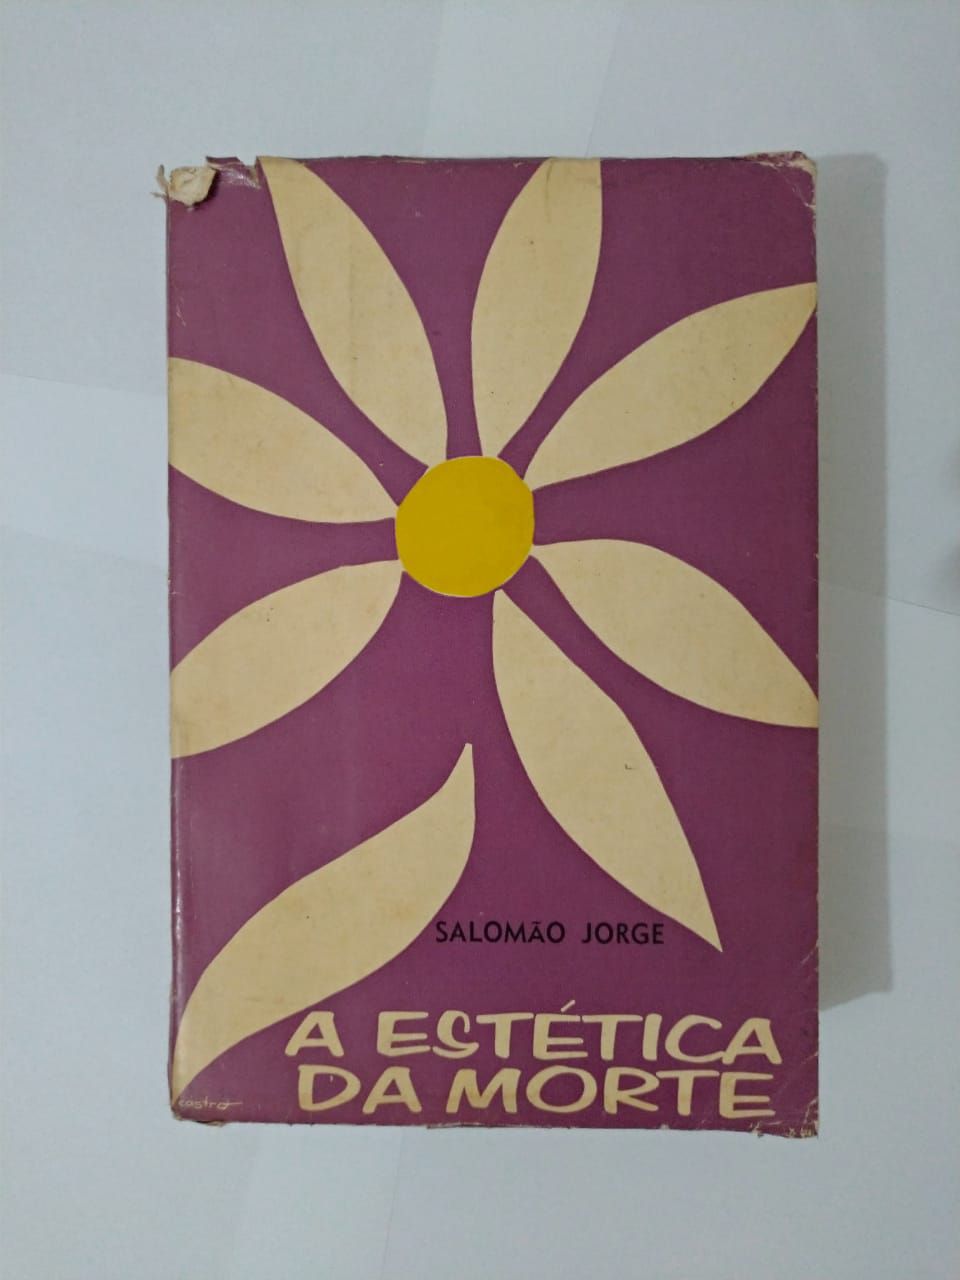 SALOMÃO JORGE
A ESTÉTICA
DA MORTE
castro